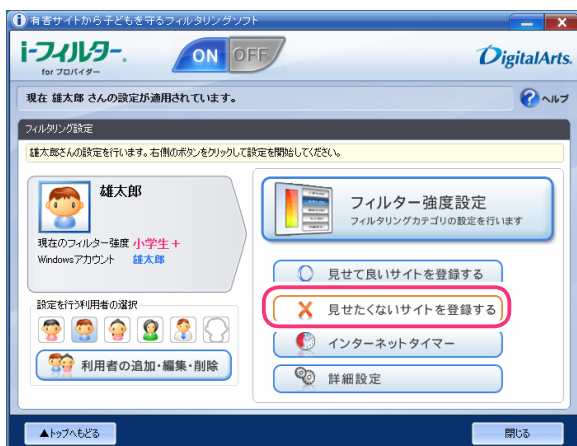 有害サイトから子どもを守るフィルタリングソフト
i-フィルター.
for プロバイダー
ON OFF
DigitalArts.
現在 雄太郎 さんの設定が適用されています。
ヘルプ
フィルタリング設定
雄太郎さんの設定を行います。右側のボタンをクリックして設定を開始してください。
雄太郎
現在のフィルター強度 小学生+
Windowsアカウント 雄太郎
設定を行う利用者の選択
利用者の追加・編集・削除
フィルター強度設定
フィルタリングカテゴリの設定を行います
見せて良いサイトを登録する
見せたくないサイトを登録する
インターネットタイマー
詳細設定
▲トップへもどる
閉じる